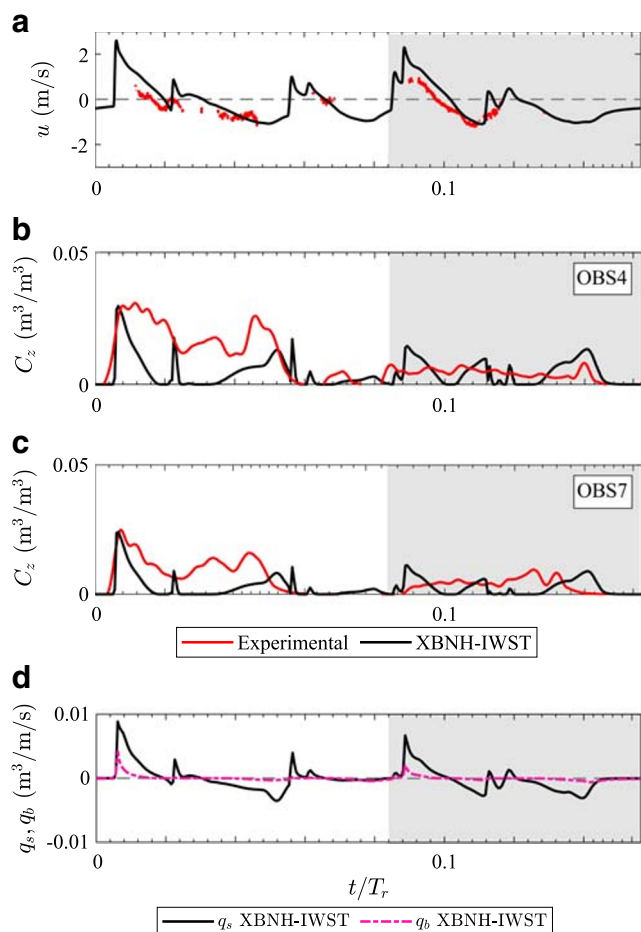 a
2
0
-2
u (m/s)
0
0.1
b
0.05
0
C_z (m³/m³)
OBS4
0
0.1
c
0.05
0
C_z (m³/m³)
OBS7
0
0.1
Experimental XBNH-IWST
d
0.01
0
-0.01
q_s, q_b (m³/m/s)
0
0.1
t/T_r
q_s XBNH-IWST q_b XBNH-IWST